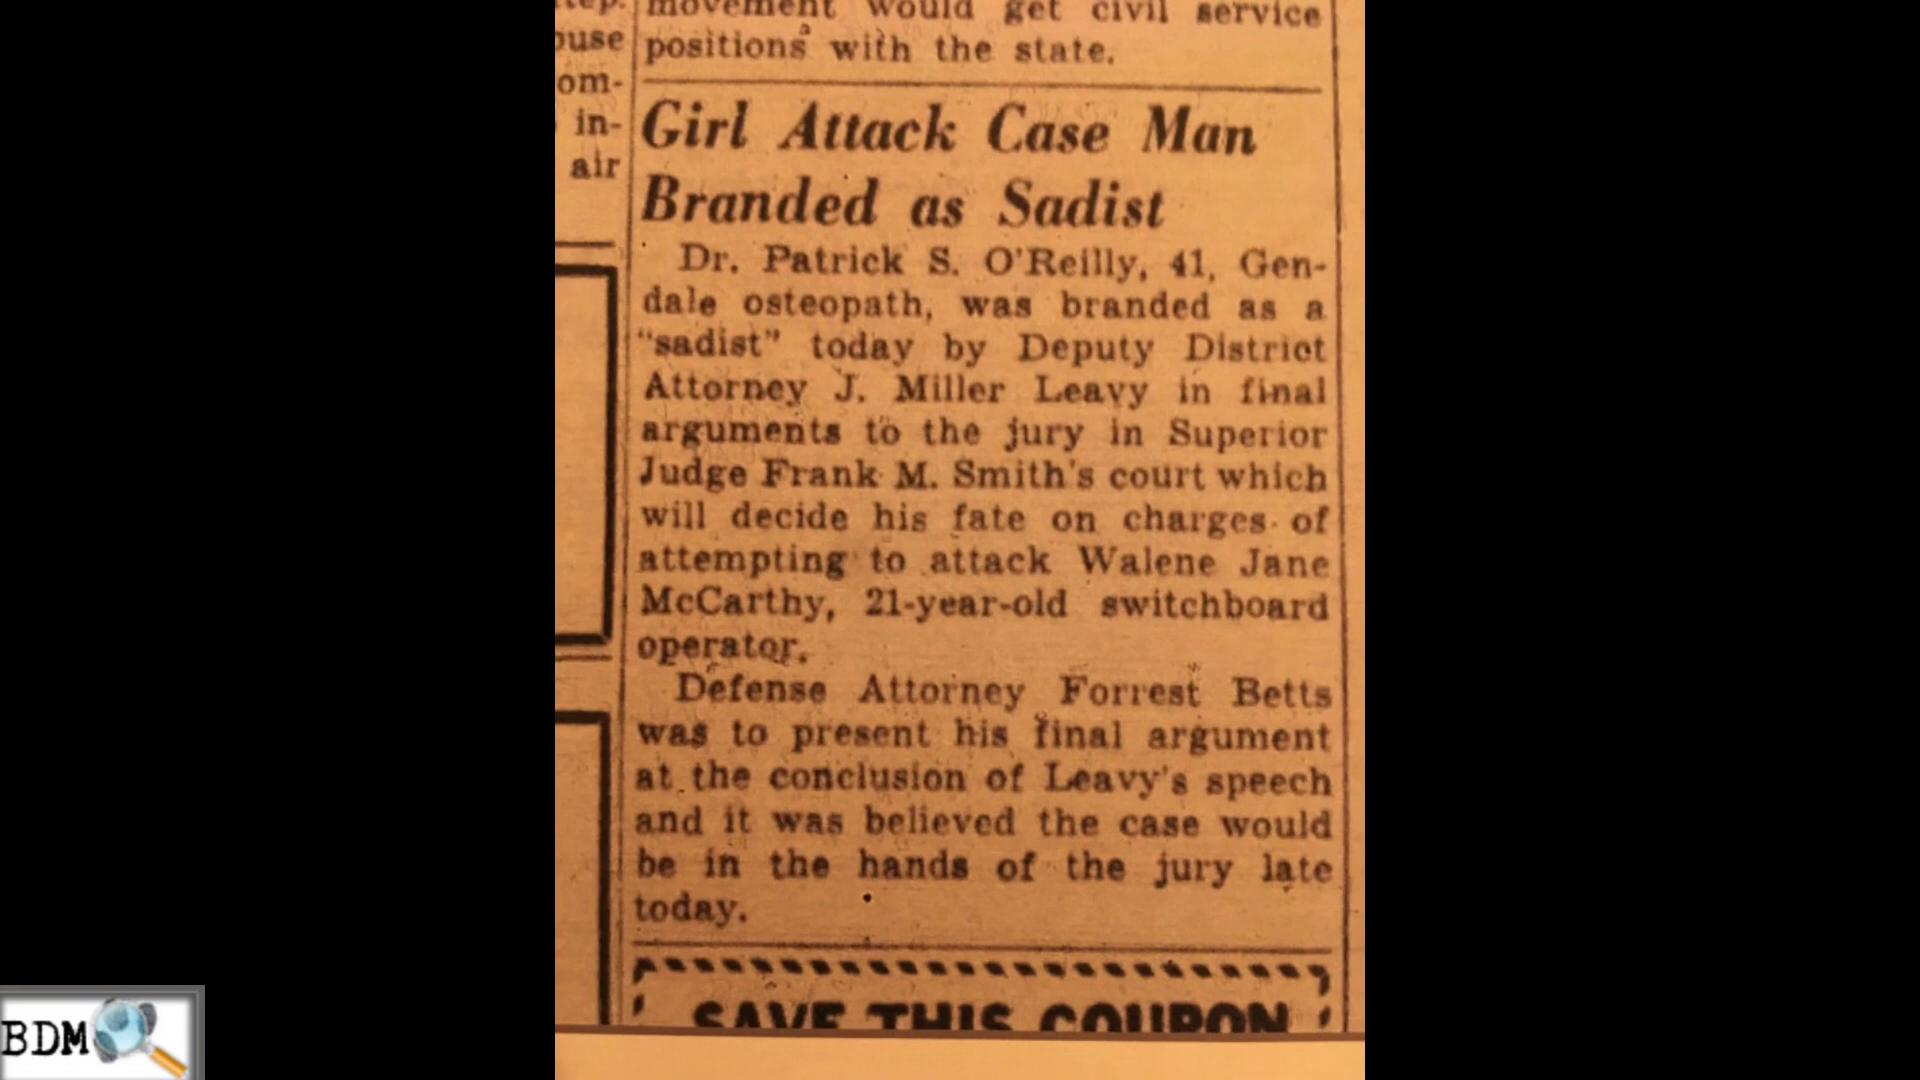 movement would get civil service
positions with the state.
ouse
om-
in-
air
Girl Attack Case Man
Branded as Sadist
Dr. Patrick S. O'Reilly, 41, Gen-
dale osteopath, was branded as a
"sadist" today by Deputy District
Attorney J. Miller Leavy in final
arguments to the jury in Superior
Judge Frank M. Smith's court which
will decide his fate on charges of
attempting to attack Walene Jane
McCarthy, 21-year-old switchboard
operator.
Defense Attorney Forrest Betts
was to present his final argument
at the conclusion of Leavy's speech
and it was believed the case would
be in the hands of the jury late
today.
SAVE THIS COUPON
BDM